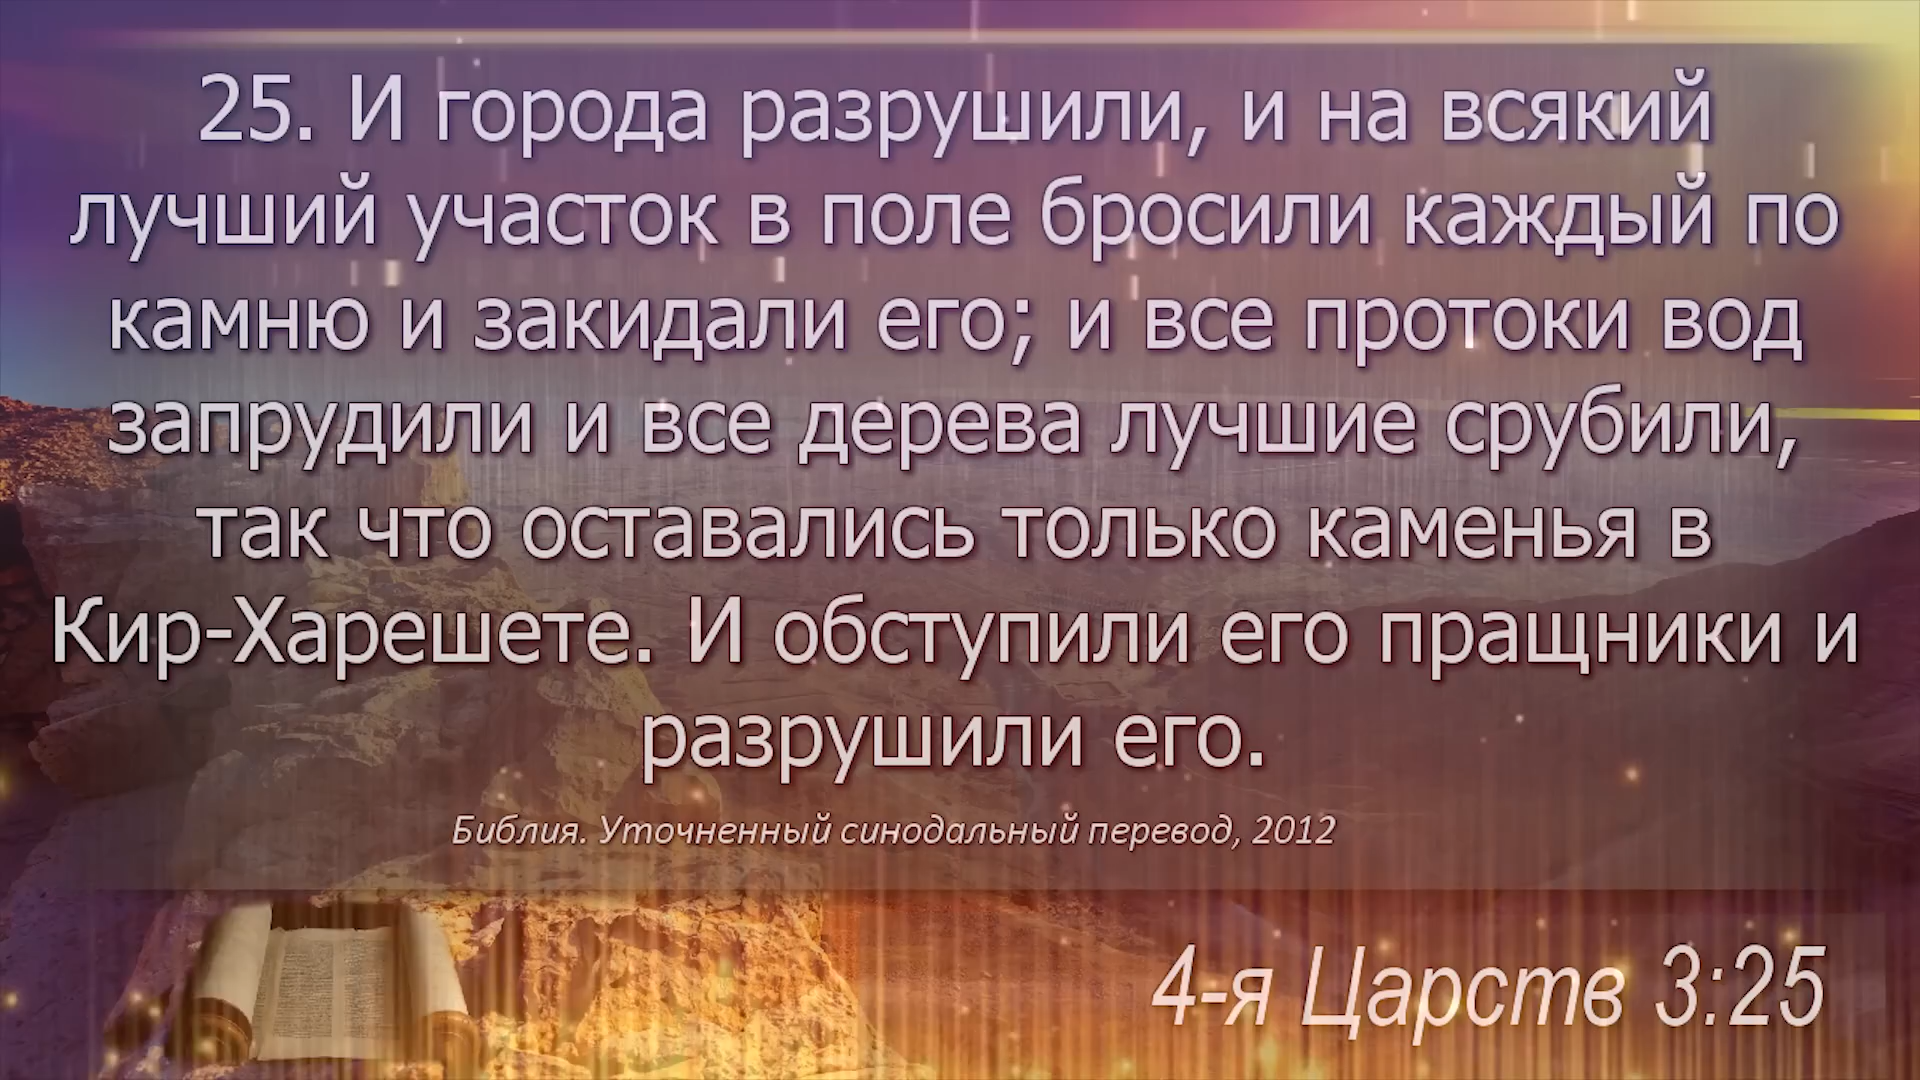 25. И города разрушили, и на всякий
лучший участок в поле бросили каждый по
камню и закидали его; и все протоки вод
запрудили и все дерева лучшие срубили,
так что оставались только каменья в
Кир-Харешете. И обступили его пращники и
разрушили его.
Библия. Уточненный синодальный перевод, 2012
4-я Царств 3:25